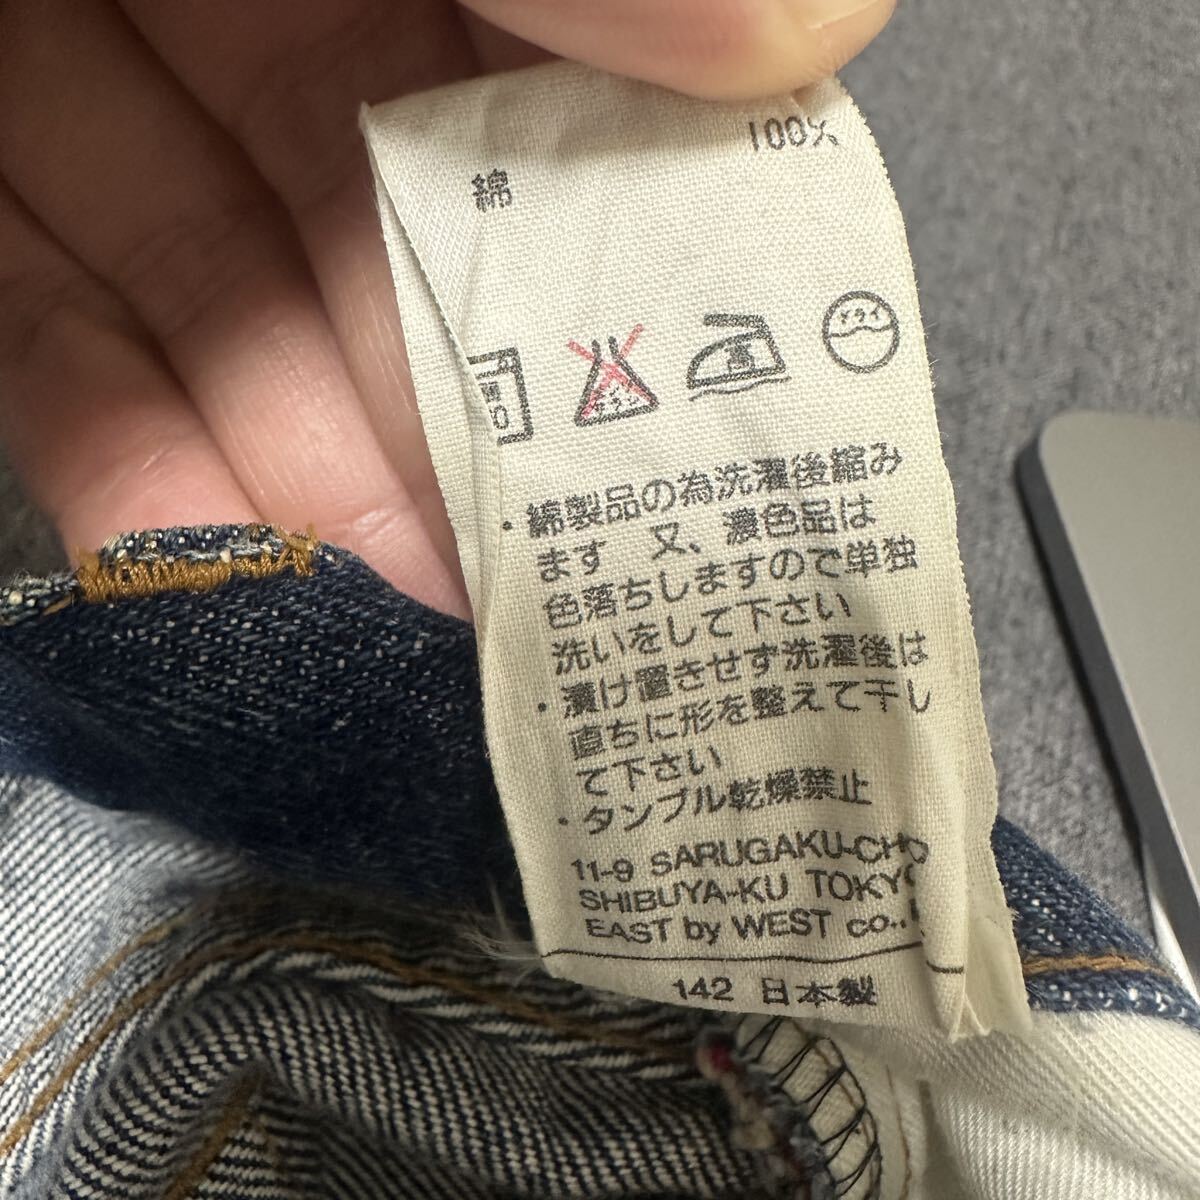 綿 100%
高
ドライ
・綿製品の為洗濯後縮み
ます 又、濃色品は
色落ちしますので単独
洗いをして下さい
・漬け置きせず洗濯後は
直ちに形を整えて干し
て下さい
・タンブル乾燥禁止
11-9 SARUGAKU-CHO
SHIBUYA-KU TOKYO
EAST by WEST co.,
142 日本製